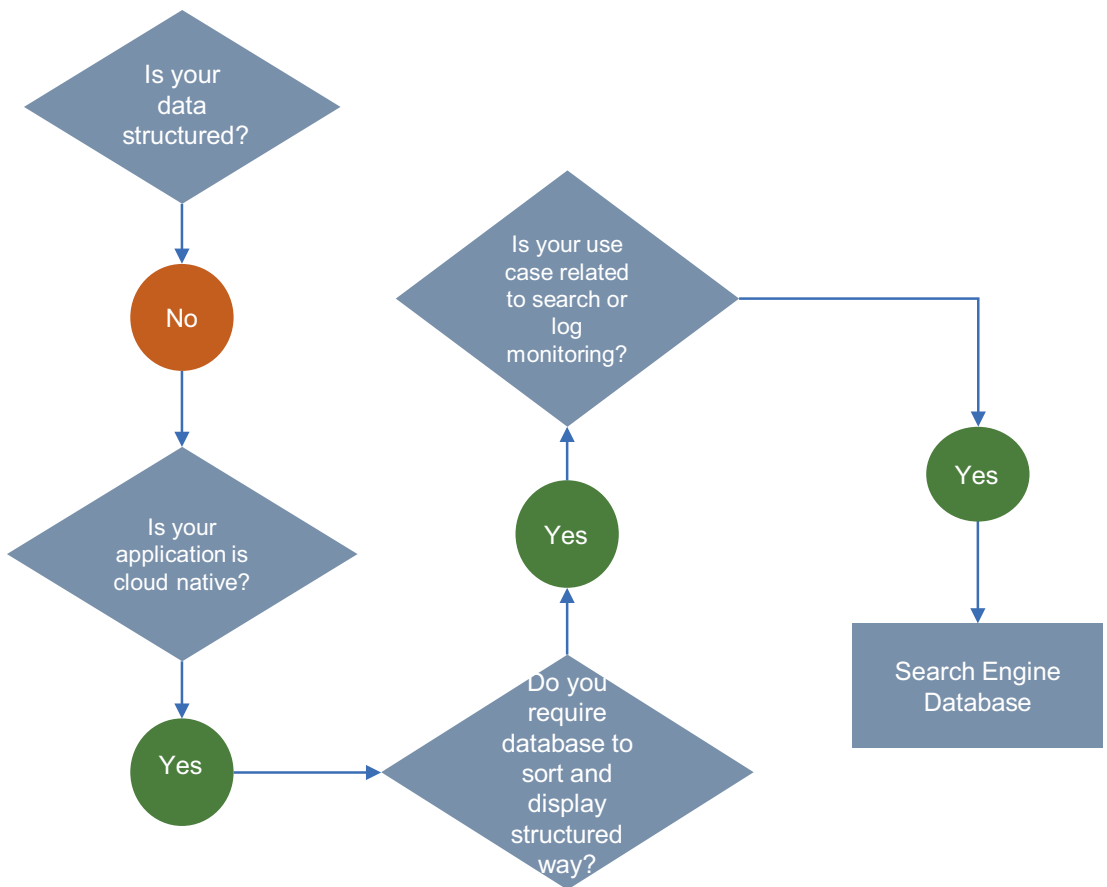 Is your
data
structured?
No
Is your
application is
cloud native?
Yes
Do you
require
database to
sort and
display
structured
way?
Yes
Is your use
case related
to search or
log
monitoring?
Yes
Search Engine
Database